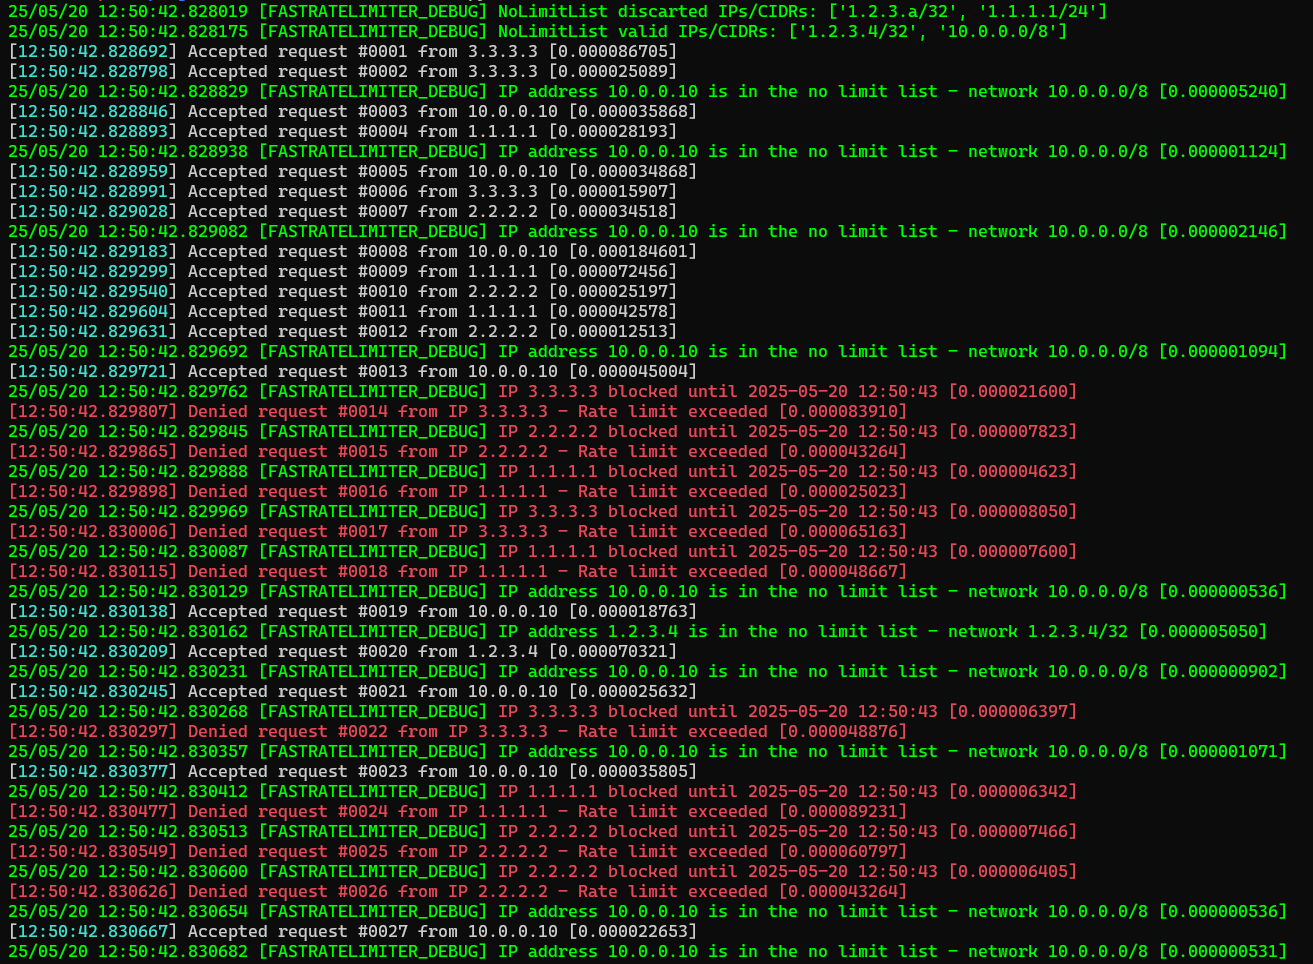 25/05/20 12:50:42.828019 [FASTRATELIMITER_DEBUG] NoLimitList discarted IPs/CIDRs: ['1.2.3.a/32', '1.1.1.1/24']
25/05/20 12:50:42.828175 [FASTRATELIMITER_DEBUG] NoLimitList valid IPs/CIDRs: ['1.2.3.4/32', '10.0.0.0/8']
[12:50:42.828692] Accepted request #0001 from 3.3.3.3 [0.000086705]
[12:50:42.828798] Accepted request #0002 from 3.3.3.3 [0.000025089]
25/05/20 12:50:42.828829 [FASTRATELIMITER_DEBUG] IP address 10.0.0.10 is in the no limit list - network 10.0.0.0/8 [0.000005240]
[12:50:42.828846] Accepted request #0003 from 10.0.0.10 [0.000035868]
[12:50:42.828893] Accepted request #0004 from 1.1.1.1 [0.000028193]
25/05/20 12:50:42.828938 [FASTRATELIMITER_DEBUG] IP address 10.0.0.10 is in the no limit list - network 10.0.0.0/8 [0.000001124]
[12:50:42.828959] Accepted request #0005 from 10.0.0.10 [0.000034868]
[12:50:42.828991] Accepted request #0006 from 3.3.3.3 [0.000015907]
[12:50:42.829028] Accepted request #0007 from 2.2.2.2 [0.000034518]
25/05/20 12:50:42.829082 [FASTRATELIMITER_DEBUG] IP address 10.0.0.10 is in the no limit list - network 10.0.0.0/8 [0.000002146]
[12:50:42.829183] Accepted request #0008 from 10.0.0.10 [0.000184601]
[12:50:42.829299] Accepted request #0009 from 1.1.1.1 [0.000072456]
[12:50:42.829540] Accepted request #0010 from 2.2.2.2 [0.000025197]
[12:50:42.829604] Accepted request #0011 from 1.1.1.1 [0.000042578]
[12:50:42.829631] Accepted request #0012 from 2.2.2.2 [0.000012513]
25/05/20 12:50:42.829692 [FASTRATELIMITER_DEBUG] IP address 10.0.0.10 is in the no limit list - network 10.0.0.0/8 [0.000001094]
[12:50:42.829721] Accepted request #0013 from 10.0.0.10 [0.000045004]
25/05/20 12:50:42.829762 [FASTRATELIMITER_DEBUG] IP 3.3.3.3 blocked until 2025-05-20 12:50:43 [0.000021600]
[12:50:42.829807] Denied request #0014 from IP 3.3.3.3 - Rate limit exceeded [0.000083910]
25/05/20 12:50:42.829845 [FASTRATELIMITER_DEBUG] IP 2.2.2.2 blocked until 2025-05-20 12:50:43 [0.000007823]
[12:50:42.829865] Denied request #0015 from IP 2.2.2.2 - Rate limit exceeded [0.000043264]
25/05/20 12:50:42.829888 [FASTRATELIMITER_DEBUG] IP 1.1.1.1 blocked until 2025-05-20 12:50:43 [0.000004623]
[12:50:42.829898] Denied request #0016 from IP 1.1.1.1 - Rate limit exceeded [0.000025023]
25/05/20 12:50:42.829969 [FASTRATELIMITER_DEBUG] IP 3.3.3.3 blocked until 2025-05-20 12:50:43 [0.000008050]
[12:50:42.830006] Denied request #0017 from IP 3.3.3.3 - Rate limit exceeded [0.000065163]
25/05/20 12:50:42.830087 [FASTRATELIMITER_DEBUG] IP 1.1.1.1 blocked until 2025-05-20 12:50:43 [0.000007600]
[12:50:42.830115] Denied request #0018 from IP 1.1.1.1 - Rate limit exceeded [0.000048667]
25/05/20 12:50:42.830129 [FASTRATELIMITER_DEBUG] IP address 10.0.0.10 is in the no limit list - network 10.0.0.0/8 [0.000000536]
[12:50:42.830138] Accepted request #0019 from 10.0.0.10 [0.000018763]
25/05/20 12:50:42.830162 [FASTRATELIMITER_DEBUG] IP address 1.2.3.4 is in the no limit list - network 1.2.3.4/32 [0.000005050]
[12:50:42.830209] Accepted request #0020 from 1.2.3.4 [0.000070321]
25/05/20 12:50:42.830231 [FASTRATELIMITER_DEBUG] IP address 10.0.0.10 is in the no limit list - network 10.0.0.0/8 [0.000000902]
[12:50:42.830245] Accepted request #0021 from 10.0.0.10 [0.000025632]
25/05/20 12:50:42.830268 [FASTRATELIMITER_DEBUG] IP 3.3.3.3 blocked until 2025-05-20 12:50:43 [0.000006397]
[12:50:42.830297] Denied request #0022 from IP 3.3.3.3 - Rate limit exceeded [0.000048876]
25/05/20 12:50:42.830357 [FASTRATELIMITER_DEBUG] IP address 10.0.0.10 is in the no limit list - network 10.0.0.0/8 [0.000001071]
[12:50:42.830377] Accepted request #0023 from 10.0.0.10 [0.000035805]
25/05/20 12:50:42.830412 [FASTRATELIMITER_DEBUG] IP 1.1.1.1 blocked until 2025-05-20 12:50:43 [0.000006342]
[12:50:42.830477] Denied request #0024 from IP 1.1.1.1 - Rate limit exceeded [0.000089231]
25/05/20 12:50:42.830513 [FASTRATELIMITER_DEBUG] IP 2.2.2.2 blocked until 2025-05-20 12:50:43 [0.000007466]
[12:50:42.830549] Denied request #0025 from IP 2.2.2.2 - Rate limit exceeded [0.000060797]
25/05/20 12:50:42.830600 [FASTRATELIMITER_DEBUG] IP 2.2.2.2 blocked until 2025-05-20 12:50:43 [0.000006405]
[12:50:42.830626] Denied request #0026 from IP 2.2.2.2 - Rate limit exceeded [0.000043264]
25/05/20 12:50:42.830654 [FASTRATELIMITER_DEBUG] IP address 10.0.0.10 is in the no limit list - network 10.0.0.0/8 [0.000000536]
[12:50:42.830667] Accepted request #0027 from 10.0.0.10 [0.000022653]
25/05/20 12:50:42.830682 [FASTRATELIMITER_DEBUG] IP address 10.0.0.10 is in the no limit list - network 10.0.0.0/8 [0.000000531]